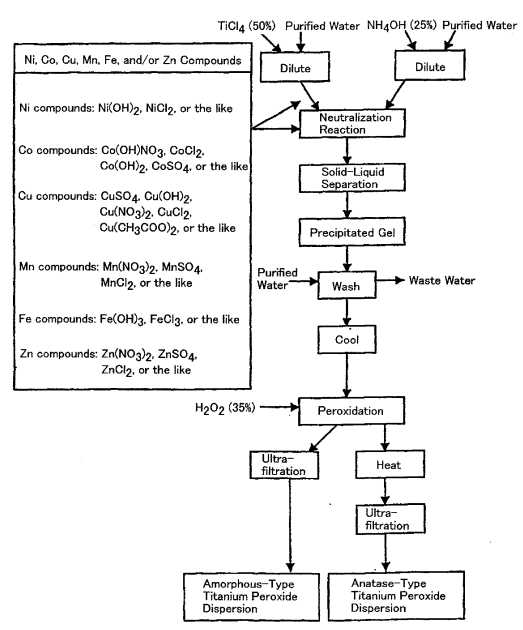 TiCl4 (50%) Purified Water
NH4OH (25%) Purified Water
Dilute
Dilute
Ni, Co, Cu, Mn, Fe, and/or Zn Compounds
Ni compounds: Ni(OH)2, NiCl2, or the like
Co compounds: Co(OH)NO3, CoCl2,
Co(OH)2, CoSO4, or the like
Cu compounds: CuSO4, Cu(OH)2,
Cu(NO3)2, CuCl2,
Cu(CH3COO)2, or the like
Mn compounds: Mn(NO3)2, MnSO4,
MnCl2, or the like
Fe compounds: Fe(OH)3, FeCl3, or the like
Zn compounds: Zn(NO3)2, ZnSO4,
ZnCl2, or the like
Neutralization
Reaction
Solid-Liquid
Separation
Precipitated Gel
Purified
Water
Wash
Waste Water
Cool
H2O2 (35%)
Peroxidation
Ultra-
filtration
Heat
Ultra-
filtration
Amorphous-Type
Titanium Peroxide
Dispersion
Anatase-Type
Titanium Peroxide
Dispersion